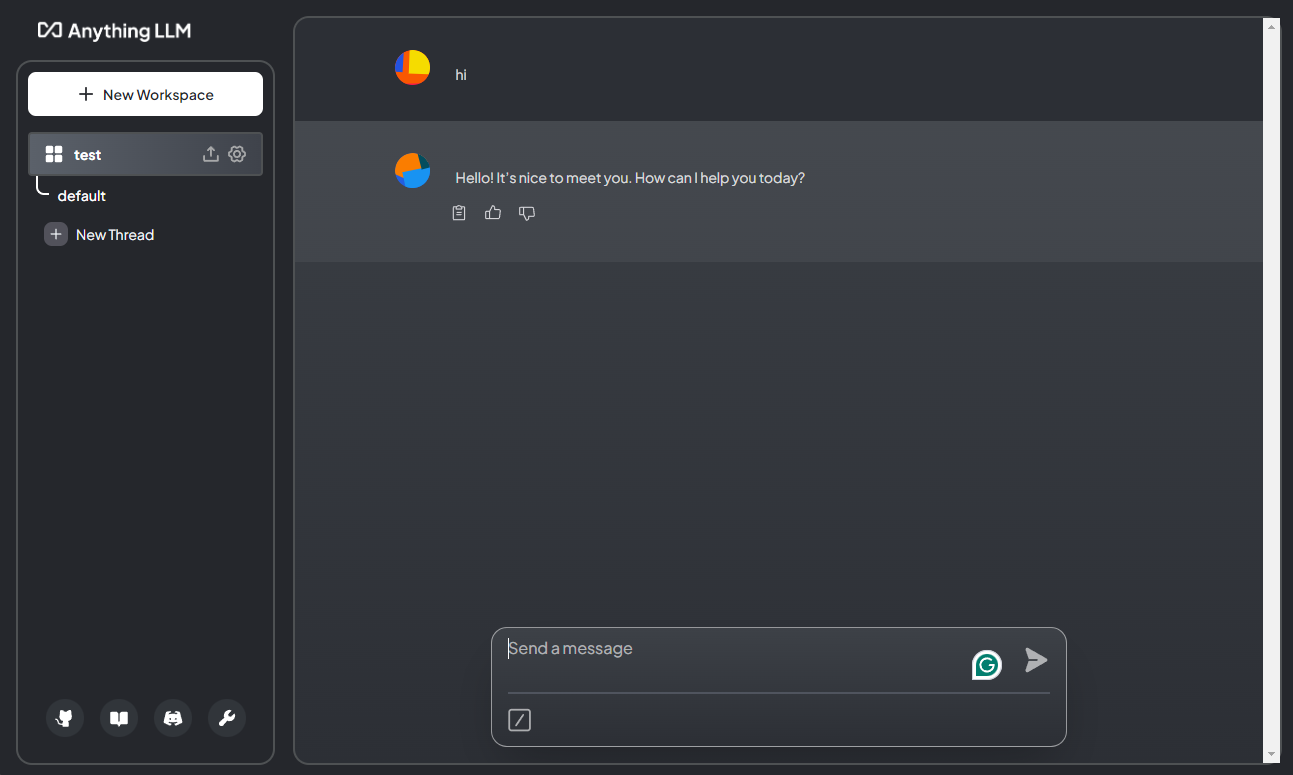 Anything LLM
New Workspace
test
default
New Thread
hi
Hello! It's nice to meet you. How can I help you today?
Send a message
G